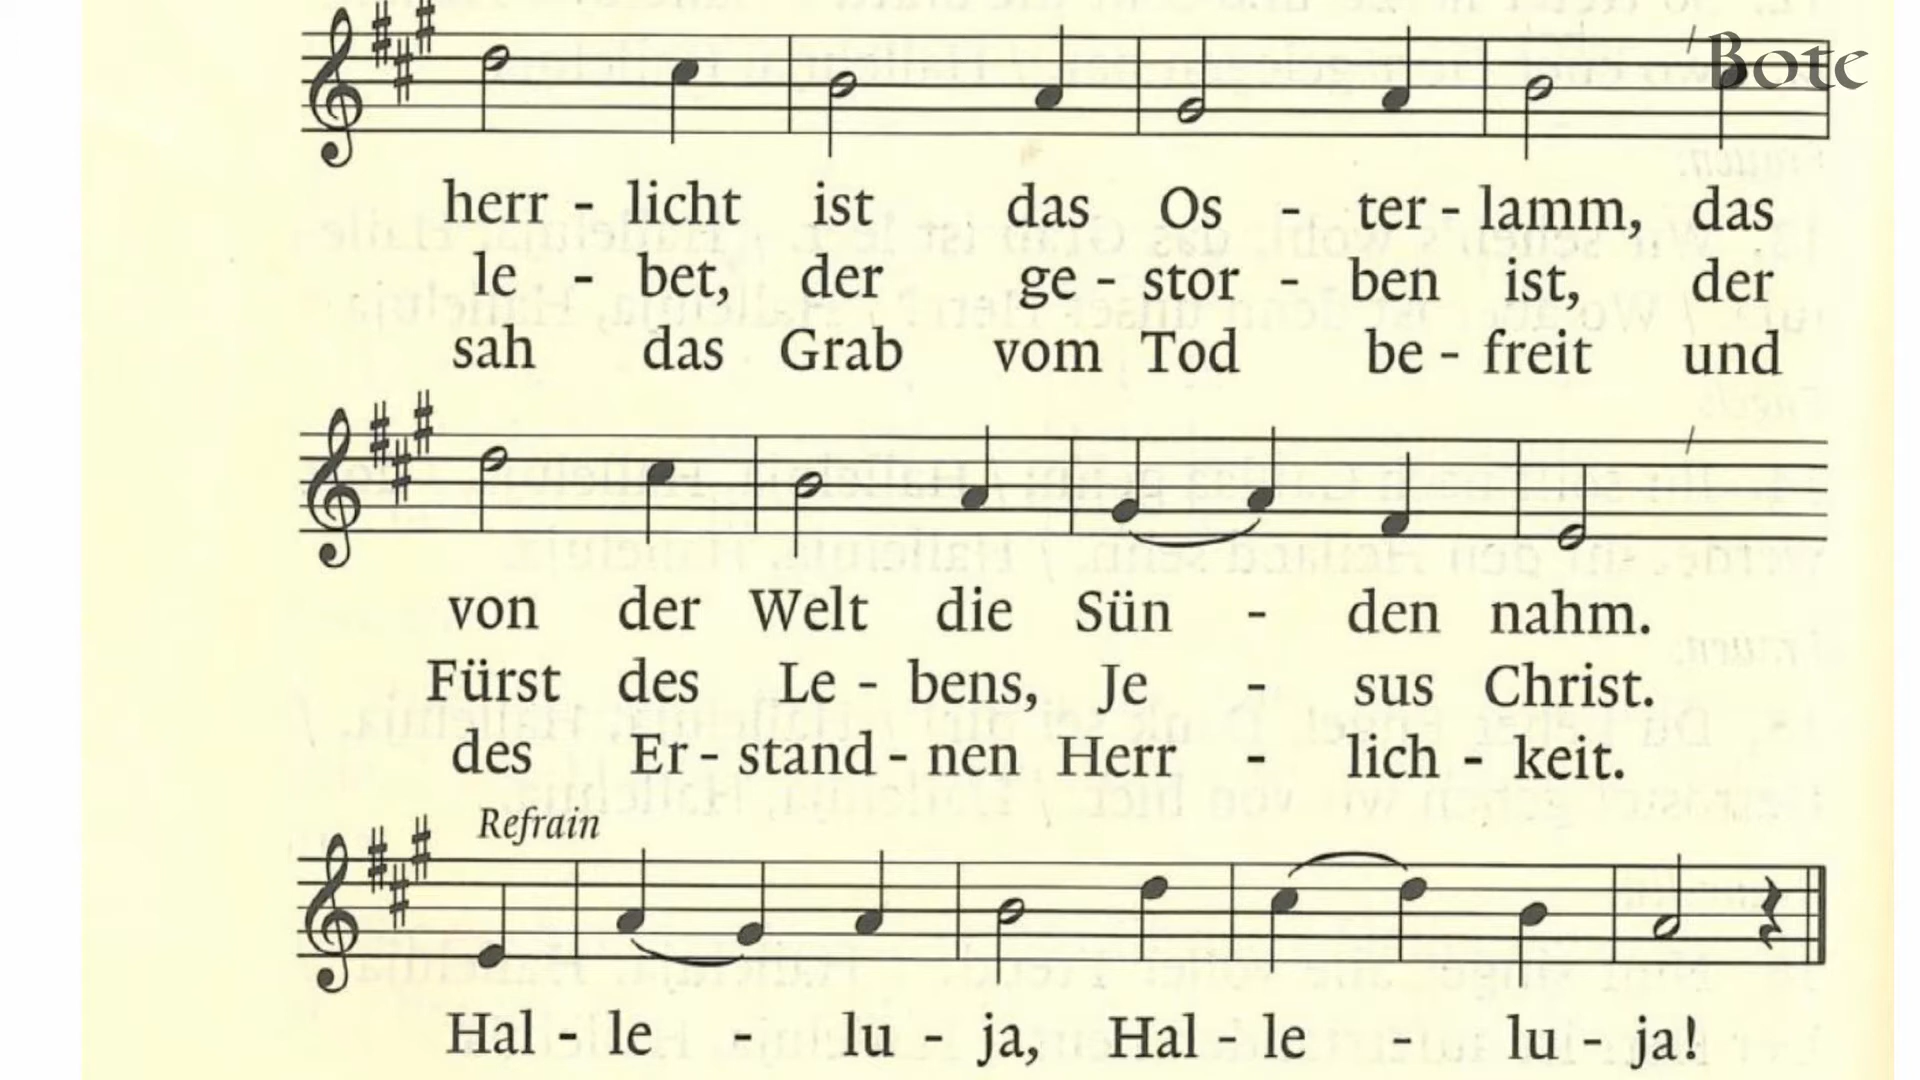 Bote
herr - licht ist das Os - ter - lamm, das
le - bet, der ge - stor - ben ist, der
sah das Grab vom Tod be - freit und
von der Welt die Sün - den nahm.
Fürst des Le - bens, Je - sus Christ.
des Er - stand - nen Herr - lich - keit.
Refrain
Hal - le - lu - ja, Hal - le - lu - ja!